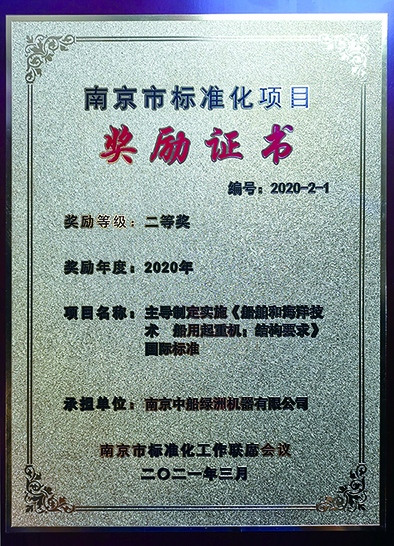 南京市标准化项目
奖励证书
编号：2020-2-1
奖励等级：二等奖
奖励年度：2020年
项目名称：主导制定实施《船舶和海洋技
术 船用起重机：结构要求》
国际标准
承担单位：南京中船绿洲机器有限公司
南京市标准化工作联席会议
二〇二一年三月